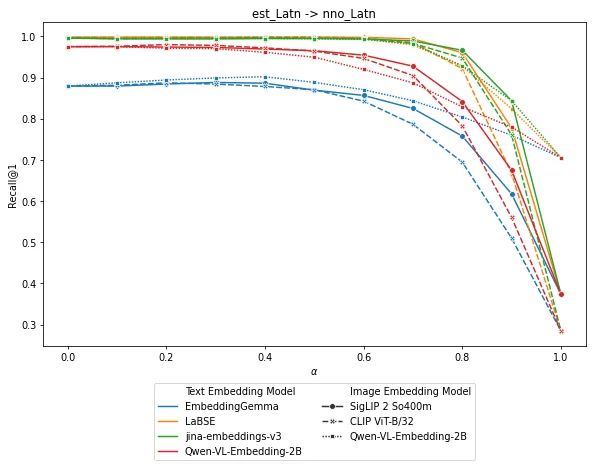 est_Latn -> nno_Latn
Recall@1
1.0
0.9
0.8
0.7
0.6
0.5
0.4
0.3
0.0 0.2 0.4 0.6 0.8 1.0
α
Text Embedding Model
EmbeddingGemma
LaBSE
jina-embeddings-v3
Qwen-VL-Embedding-2B
Image Embedding Model
SigLIP 2 So400m
CLIP ViT-B/32
Qwen-VL-Embedding-2B